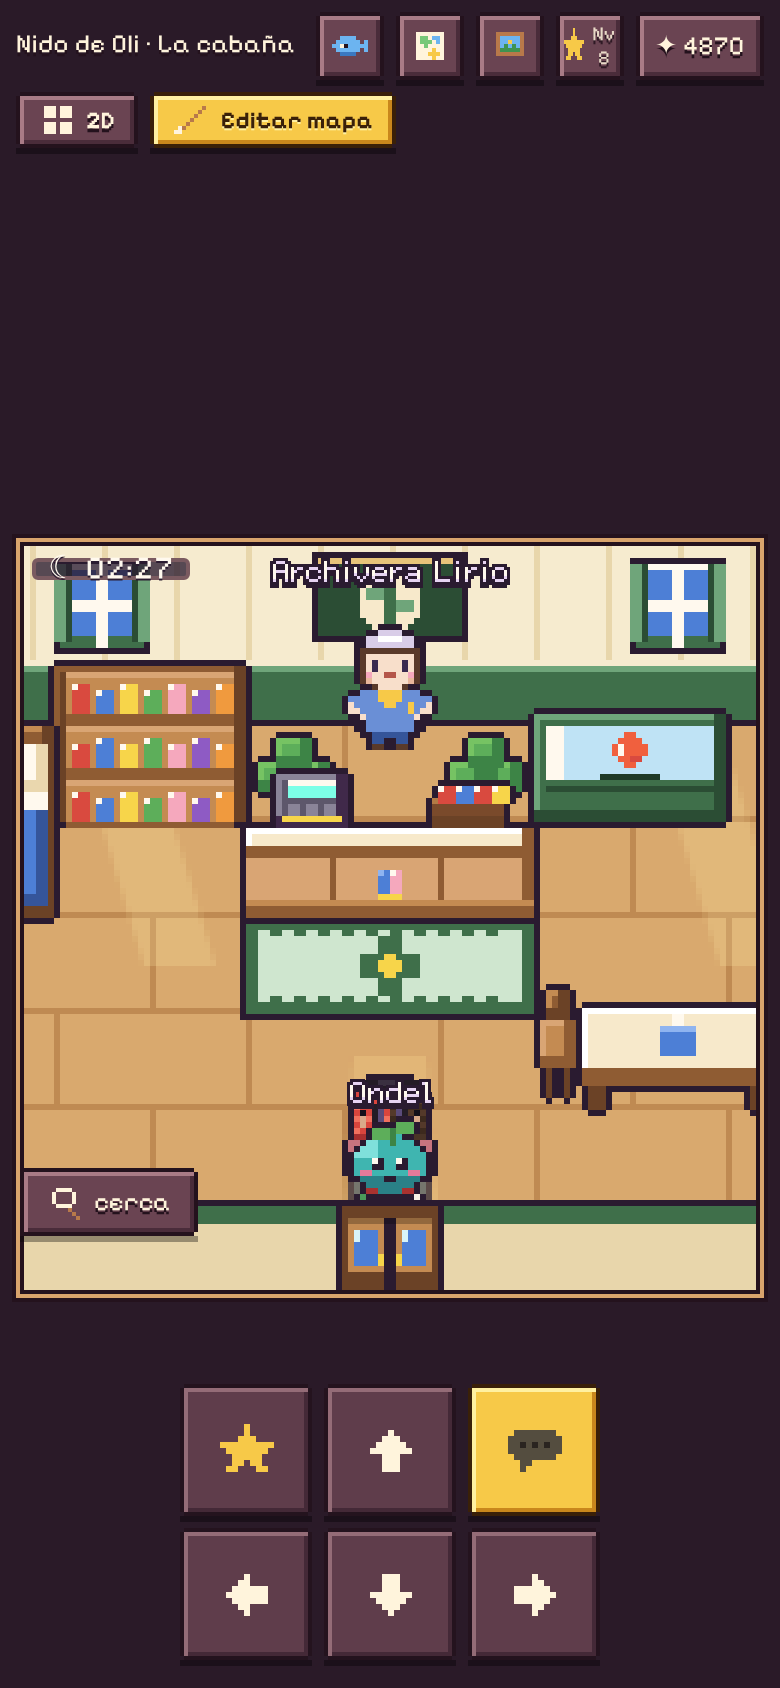 Nido de Oli · La cabaña
Nv
8
4870
2D
Editar mapa
02:27
Archivera Lirio
Ondel
cerca